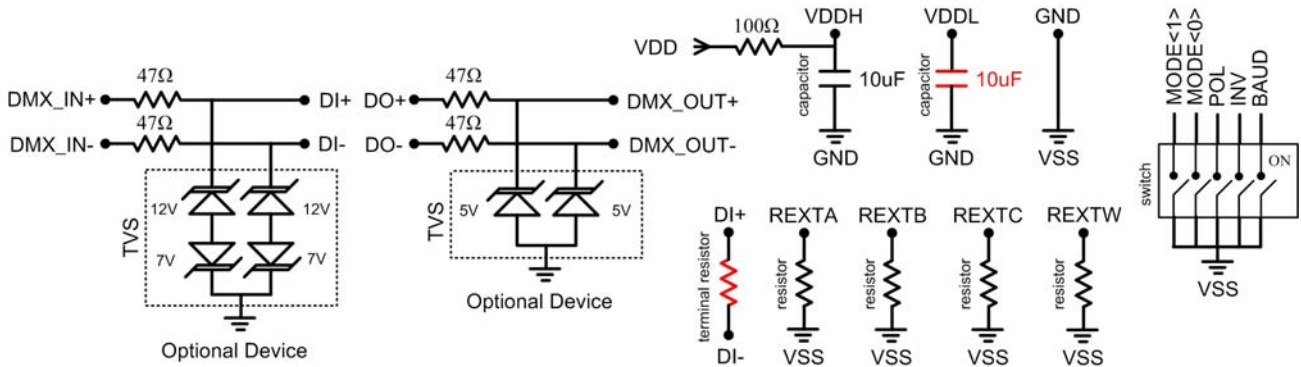 47Ω
DMX_IN+
DI+
47Ω
DMX_IN-
DI-
12V
12V
7V
7V
TVS
Optional Device
47Ω
DO+
DMX_OUT+
47Ω
DO-
DMX_OUT-
5V
5V
TVS
Optional Device
VDD
100Ω
VDDH
capacitor
10uF
GND
VDDL
capacitor
10uF
GND
GND
VSS
DI+
terminal resistor
DI-
REXTA
resistor
VSS
REXTB
resistor
VSS
REXTC
resistor
VSS
REXTW
resistor
VSS
MODE<1>
MODE<0>
POL
INV
BAUD
ON
switch
VSS